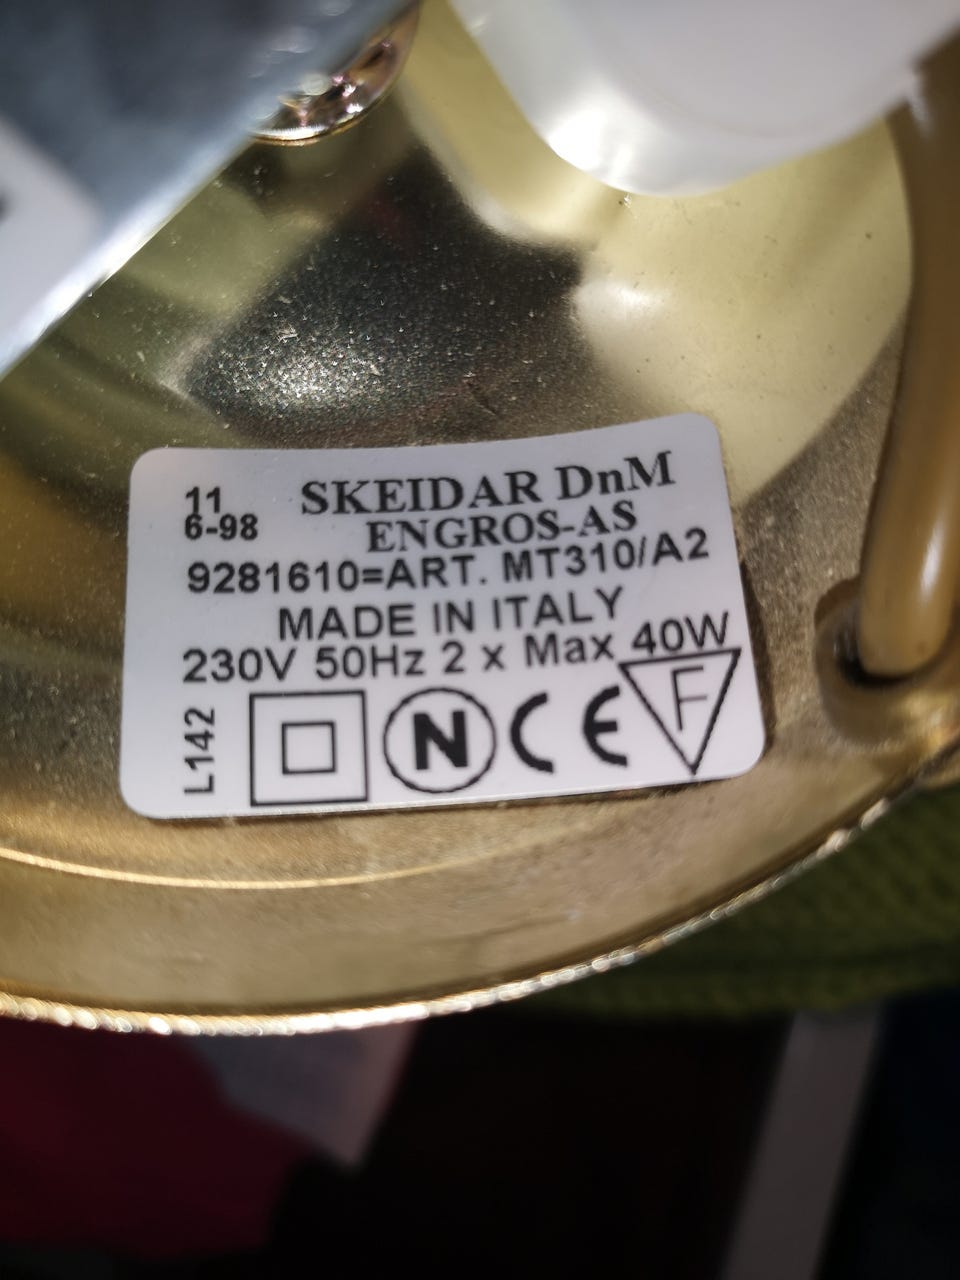 11
6-98
SKEIDAR DnM
ENGROS-AS
9281610=ART. MT310/A2
MADE IN ITALY
230V 50Hz 2 x Max 40W
L142
N
CE
F